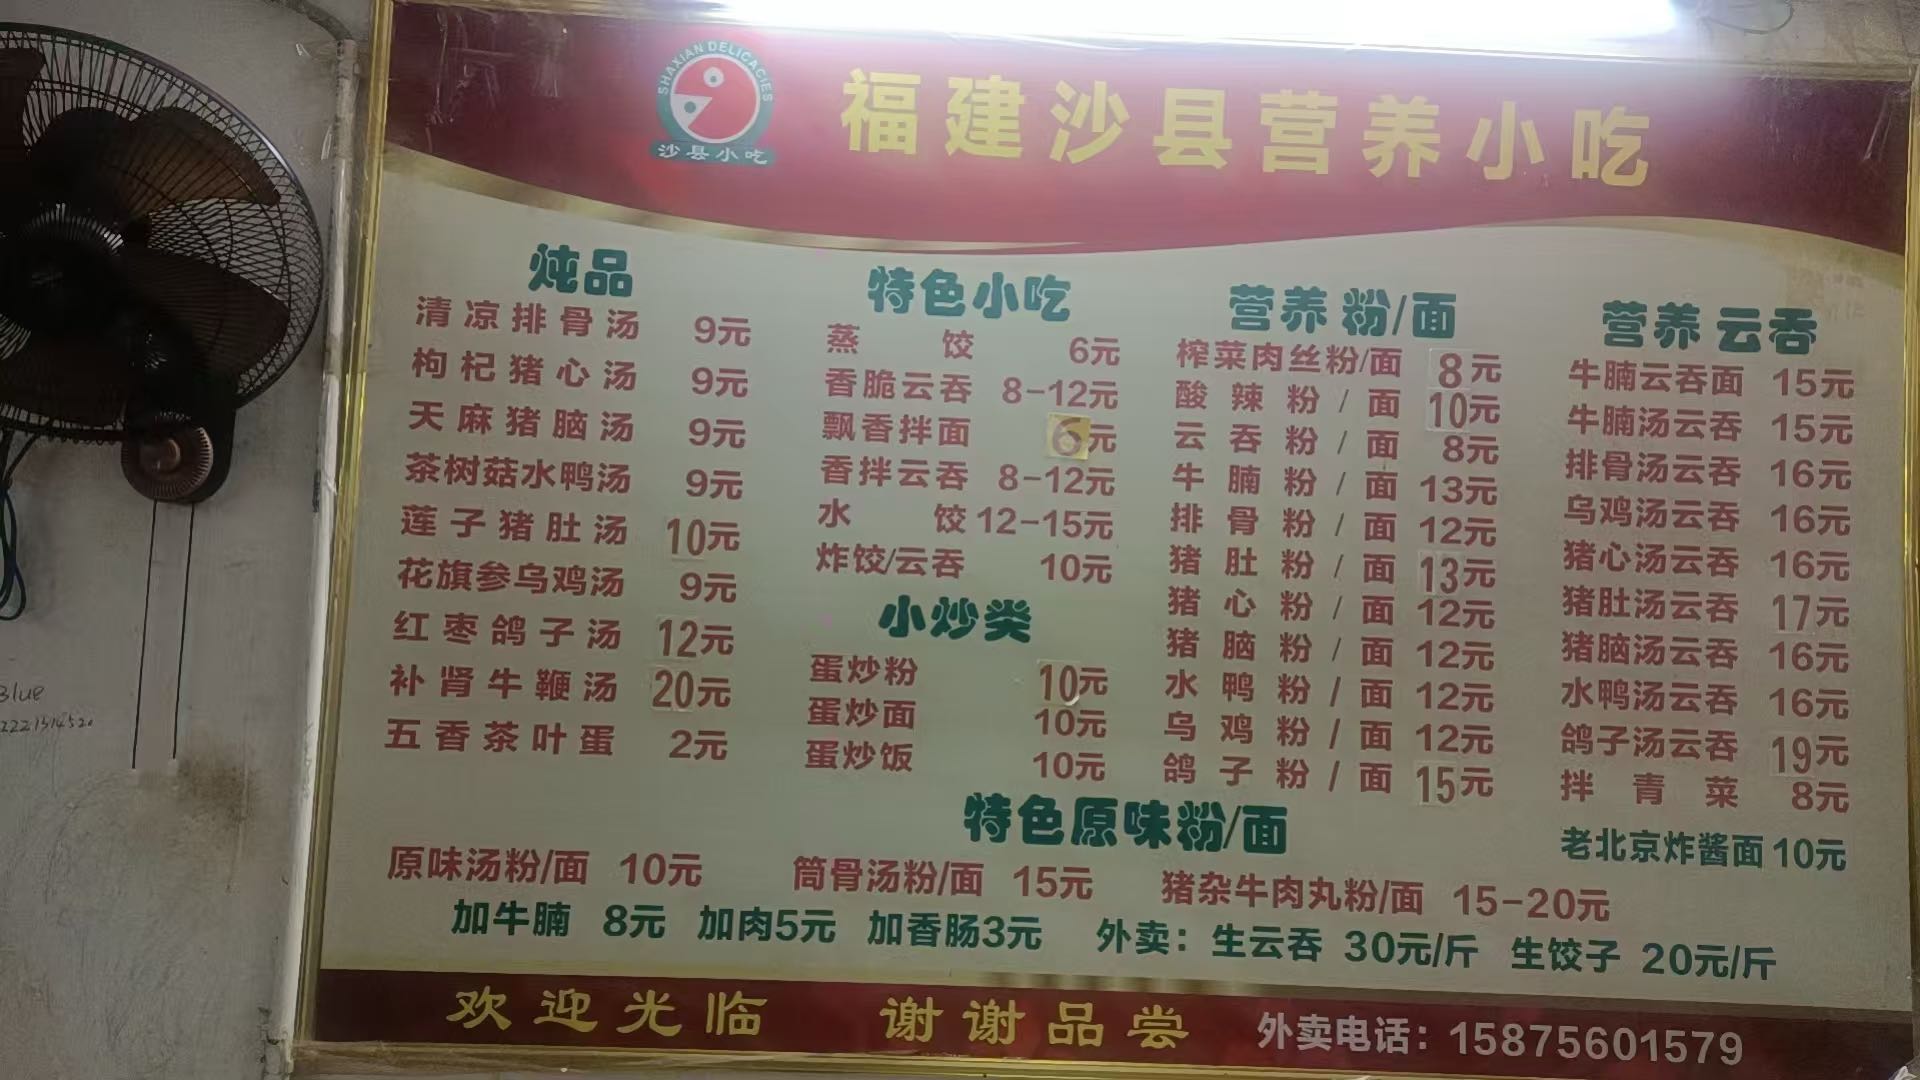 SHAXIAN DELICACIES
沙县小吃
福建沙县营养小吃
炖品
清凉排骨汤 9元
枸杞猪心汤 9元
天麻猪脑汤 9元
茶树菇水鸭汤 9元
莲子猪肚汤 10元
花旗参乌鸡汤 9元
红枣鸽子汤 12元
补肾牛鞭汤 20元
五香茶叶蛋 2元
特色小吃
蒸饺 6元
香脆云吞 8-12元
飘香拌面 6元
香拌云吞 8-12元
水饺 12-15元
炸饺/云吞 10元
小炒类
蛋炒粉 10元
蛋炒面 10元
蛋炒饭 10元
营养粉/面
榨菜肉丝粉/面 8元
酸辣粉/面 10元
云吞粉/面 8元
牛腩粉/面 13元
排骨粉/面 12元
猪肚粉/面 13元
猪心粉/面 12元
猪脑粉/面 12元
水鸭粉/面 12元
乌鸡粉/面 12元
鸽子粉/面 15元
营养云吞
牛腩云吞面 15元
牛腩汤云吞 15元
排骨汤云吞 16元
乌鸡汤云吞 16元
猪心汤云吞 16元
猪肚汤云吞 17元
猪脑汤云吞 16元
水鸭汤云吞 16元
鸽子汤云吞 19元
拌青菜 8元
老北京炸酱面 10元
特色原味粉/面
原味汤粉/面 10元 筒骨汤粉/面 15元 猪杂牛肉丸粉/面 15-20元
加牛腩 8元 加肉5元 加香肠3元 外卖：生云吞 30元/斤 生饺子 20元/斤
欢迎光临 谢谢品尝 外卖电话：15875601579
Blue